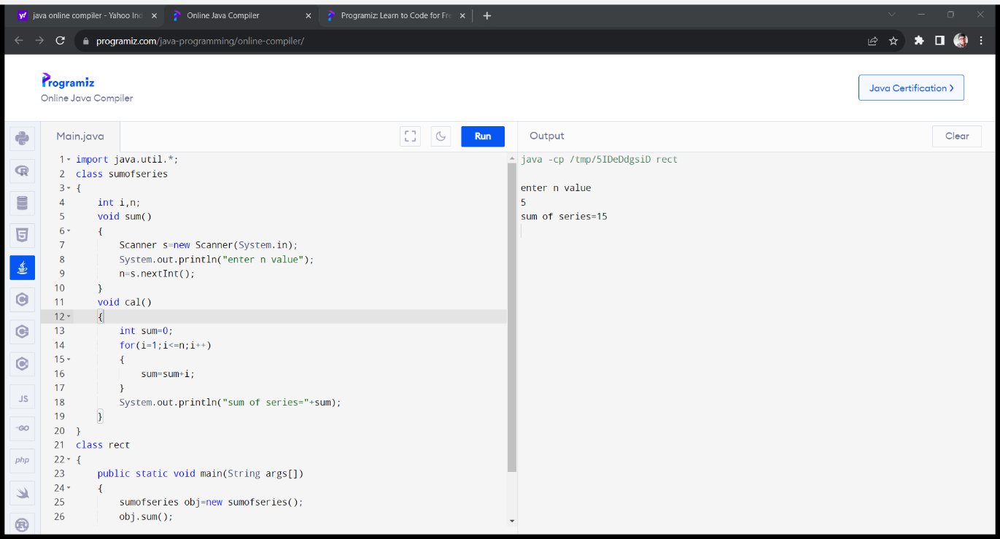 java online compiler - Yahoo Ind
Online Java Compiler
Programiz: Learn to Code for Fre
programiz.com/java-programming/online-compiler/
Programiz
Online Java Compiler
Java Certification
Main.java
Run
Output
Clear
1 import java.util.*;
2 class sumofseries
3 {
4 int i,n;
5 void sum()
6 {
7 Scanner s=new Scanner(System.in);
8 System.out.println("enter n value");
9 n=s.nextInt();
10 }
11 void cal()
12 {
13 int sum=0;
14 for(i=1;i<=n;i++)
15 {
16 sum=sum+i;
17 }
18 System.out.println("sum of series="+sum);
19 }
20 }
21 class rect
22 {
23 public static void main(String args[])
24 {
25 sumofseries obj=new sumofseries();
26 obj.sum();
java -cp /tmp/5IDeDdgsiD rect
enter n value
5
sum of series=15
JS
GO
php